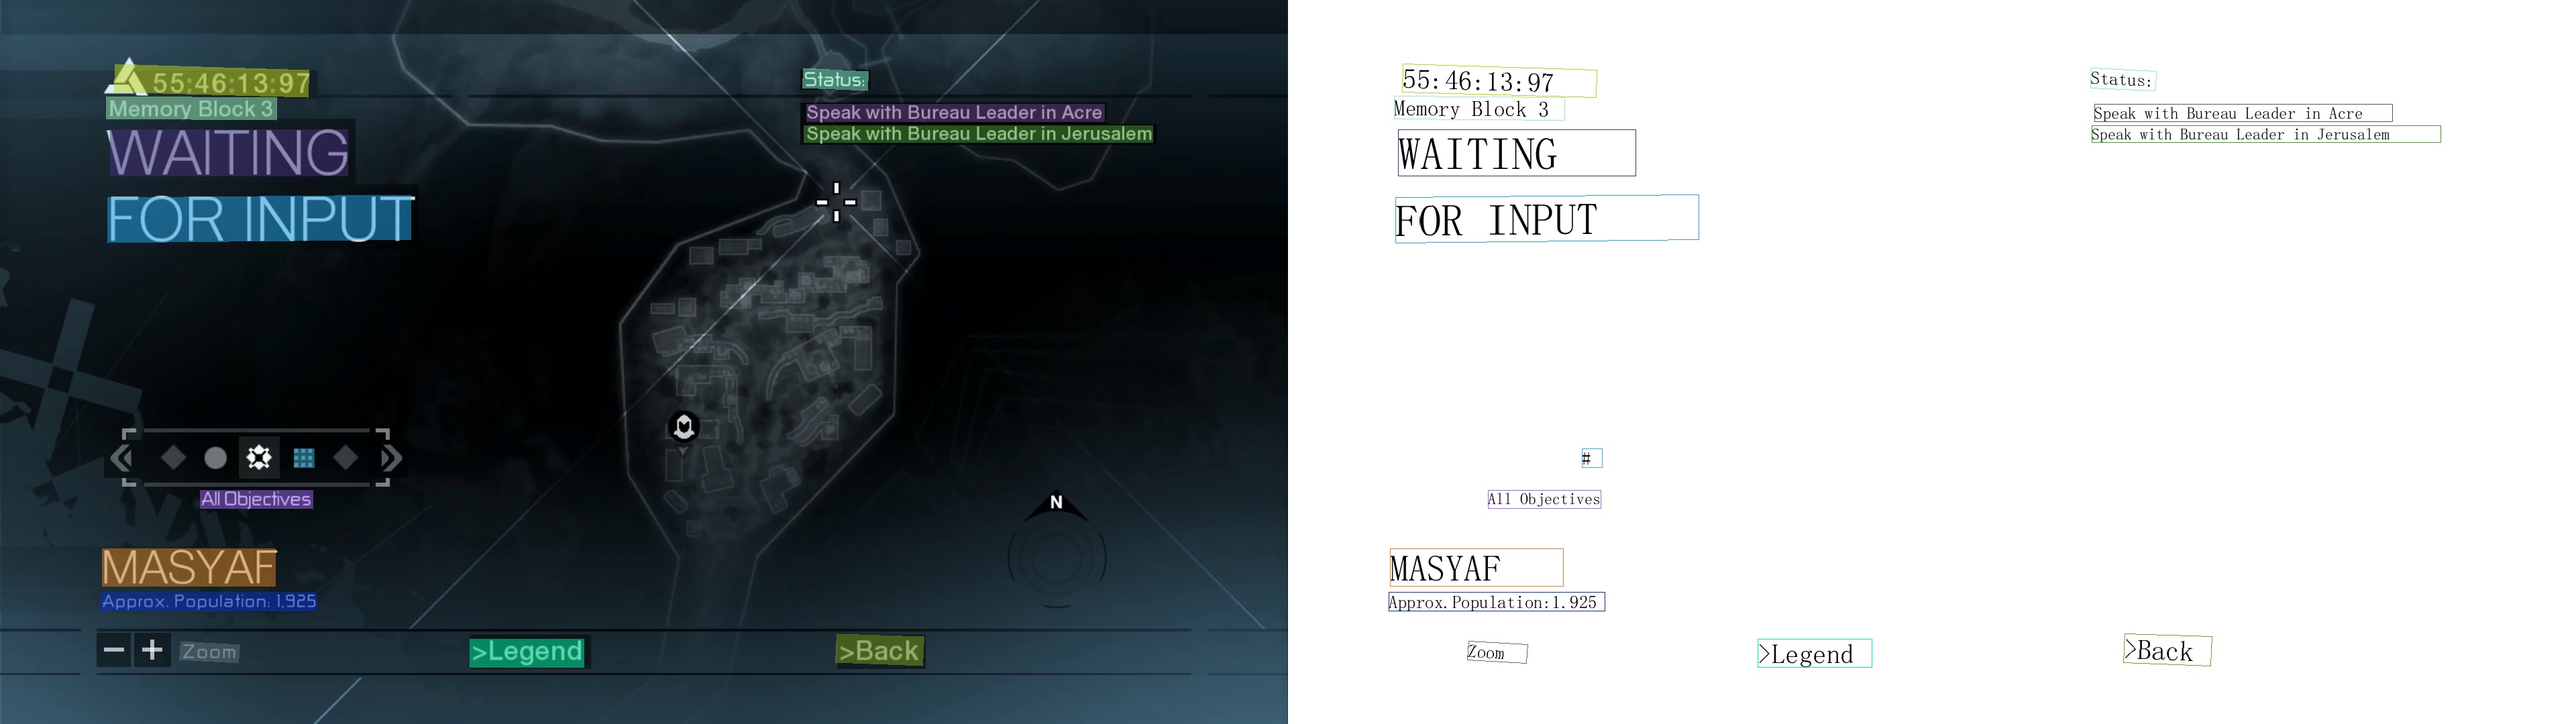 55:46:13:97
Memory Block 3
WAITING
FOR INPUT
Status:
Speak with Bureau Leader in Acre
Speak with Bureau Leader in Jerusalem
N
All Objectives
MASYAF
Approx. Population: 1,925
Zoom
>Legend
>Back
55:46:13:97
Memory Block 3
WAITING
FOR INPUT
Status:
Speak with Bureau Leader in Acre
Speak with Bureau Leader in Jerusalem
#
All Objectives
MASYAF
Approx.Population:1.925
Zoom
>Legend
>Back